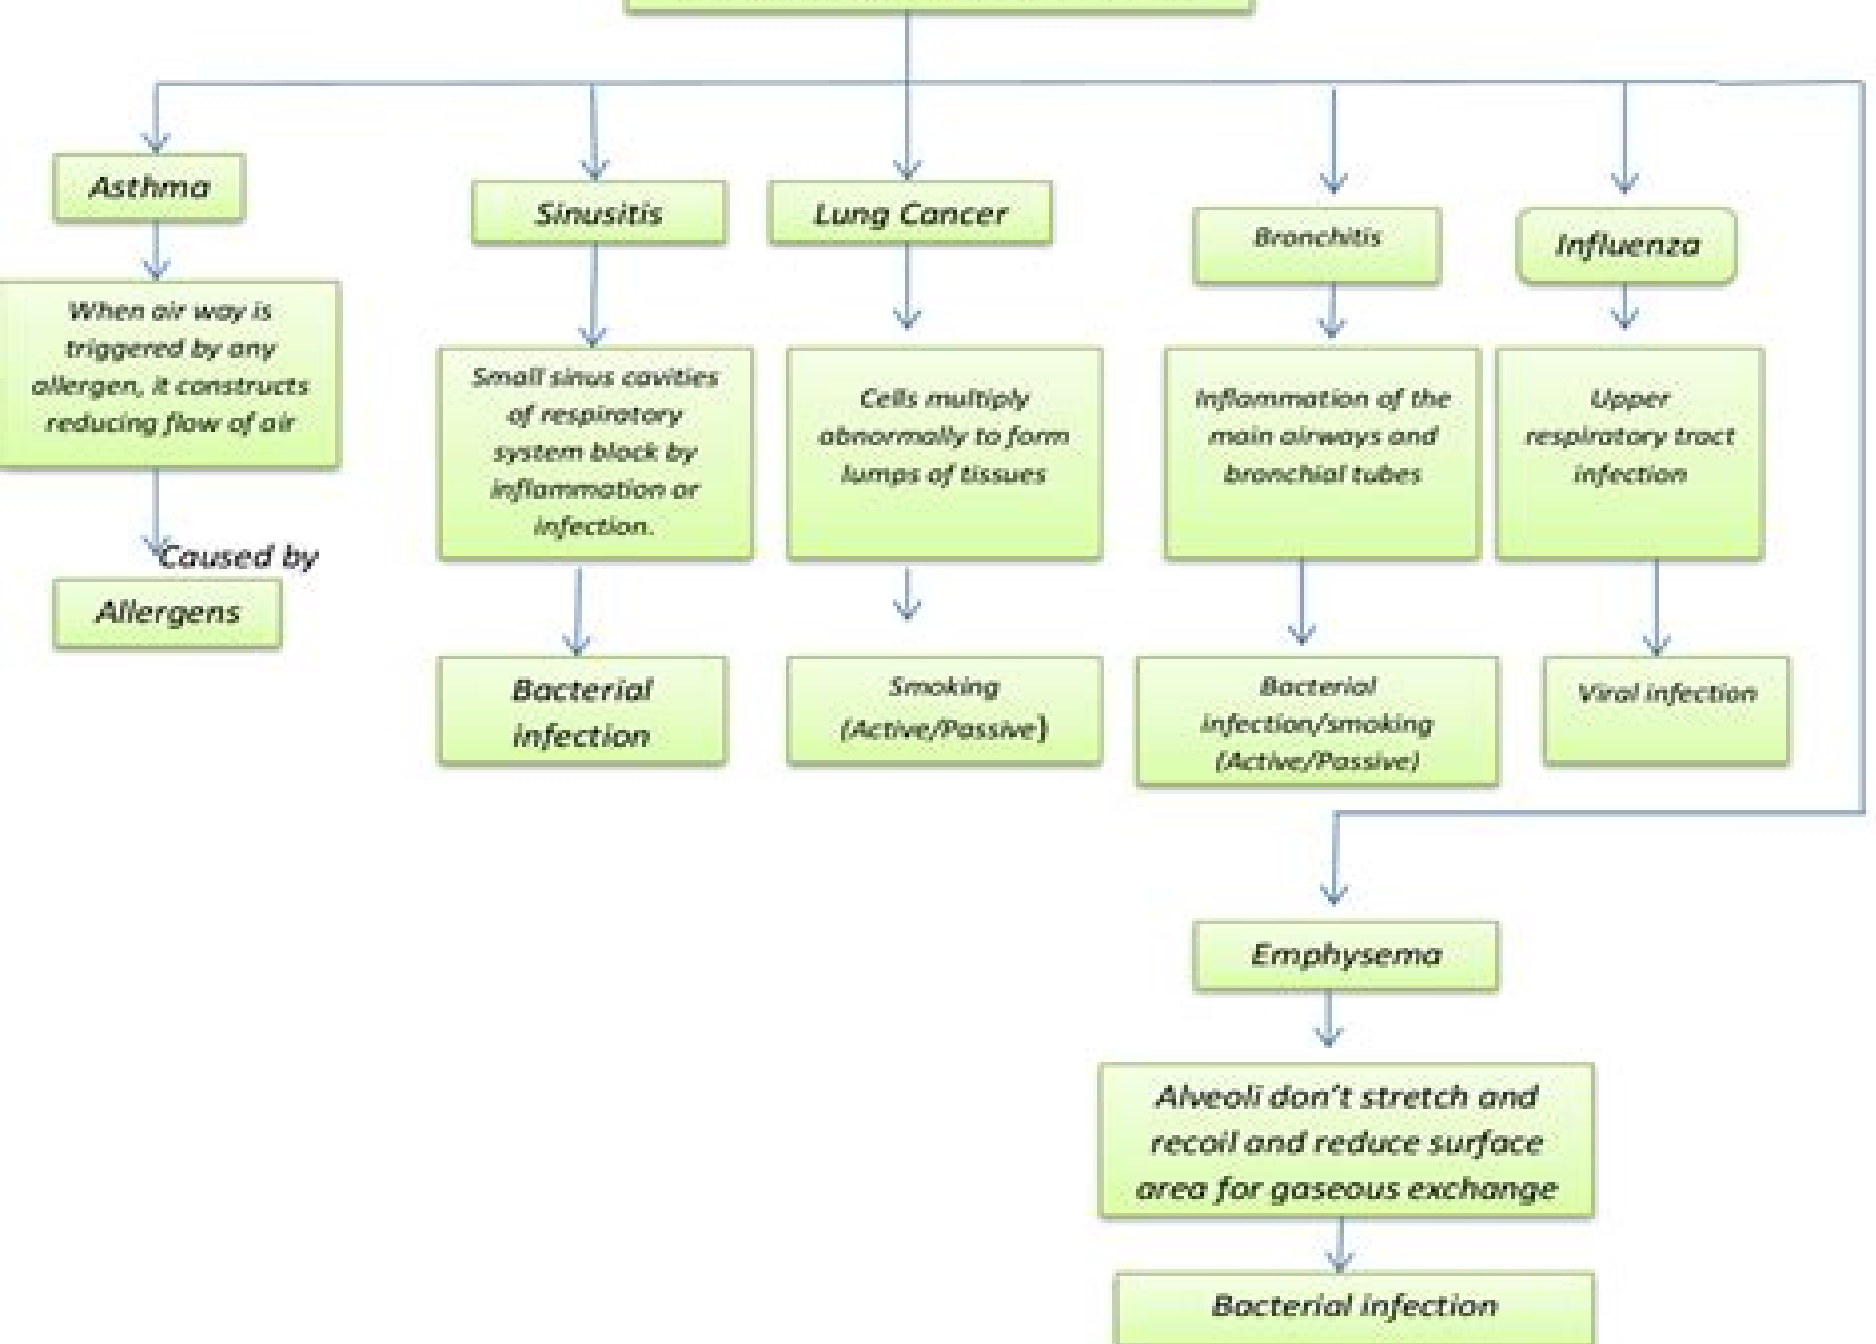 Asthma
Sinusitis
Lung Cancer
Bronchitis
Influenza
When air way is
triggered by any
allergen, it constructs
reducing flow of air
Small sinus cavities
of respiratory
system block by
inflammation or
infection.
Cells multiply
abnormally to form
lumps of tissues
Inflammation of the
main airways and
bronchial tubes
Upper
respiratory tract
infection
Caused by
Allergens
Bacterial
infection
Smoking
(Active/Passive)
Bacterial
infection/smoking
(Active/Passive)
Viral infection
Emphysema
Alveoli don't stretch and
recoil and reduce surface
area for gaseous exchange
Bacterial infection